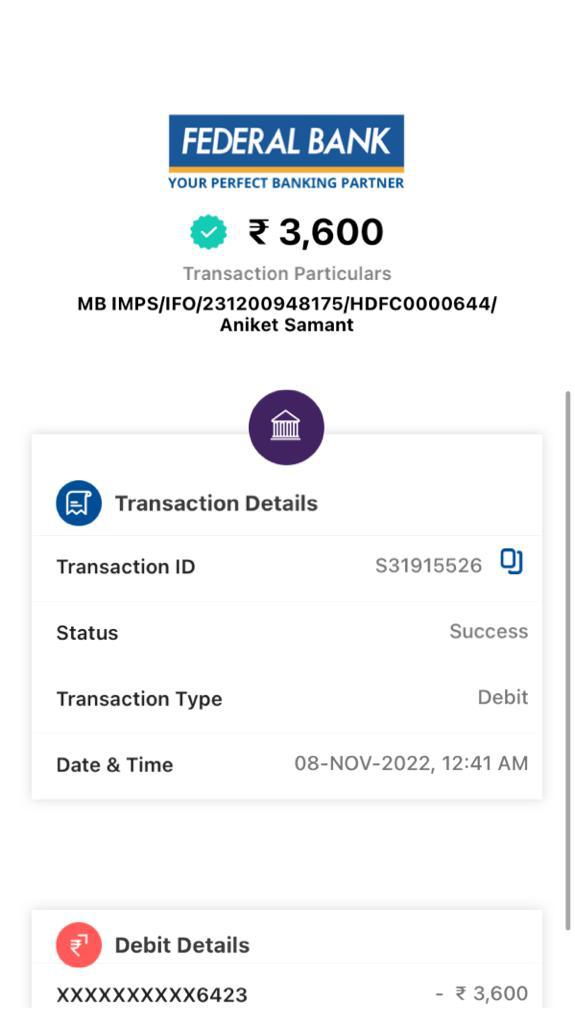 FEDERAL BANK
YOUR PERFECT BANKING PARTNER
₹ 3,600
Transaction Particulars
MB IMPS/IFO/231200948175/HDFC0000644/
Aniket Samant
Transaction Details
Transaction ID S31915526
Status Success
Transaction Type Debit
Date & Time 08-NOV-2022, 12:41 AM
Debit Details
XXXXXXXXXX6423 - ₹ 3,600